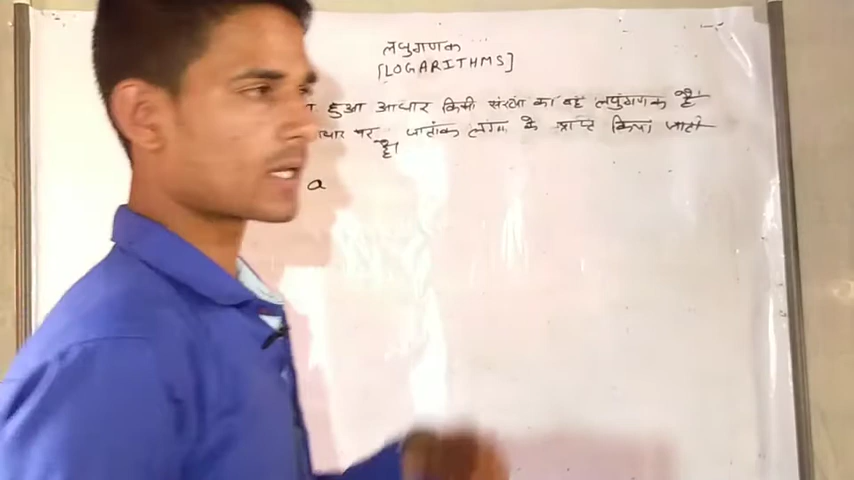 लघुगणक
[LOGARITHMS]
हुआ आधार किसी संख्या का वह लघुगणक है।
आधार पर घातांक लगा के प्राप्त किया जाता
है।
a